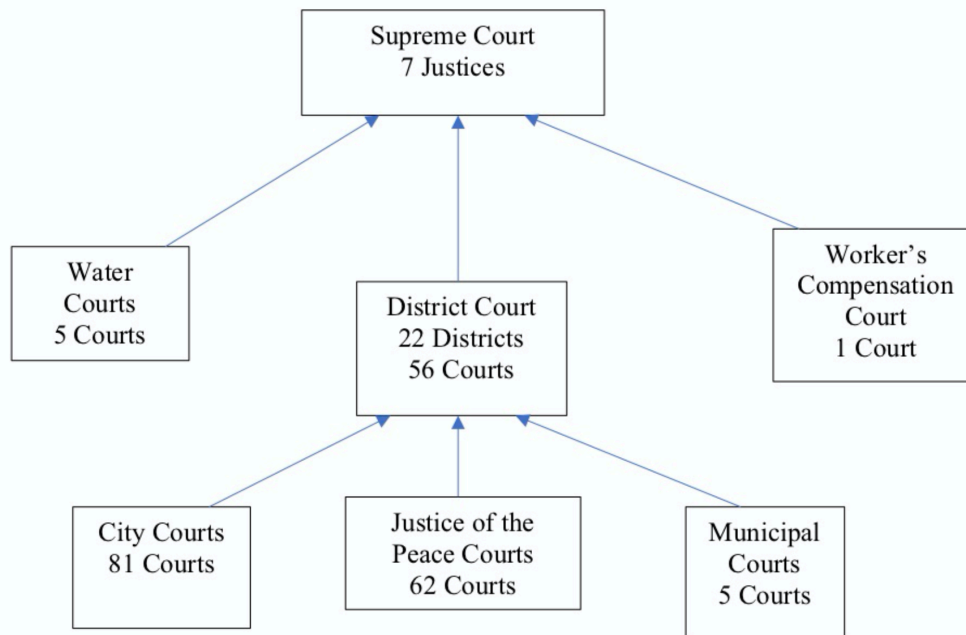 Supreme Court
7 Justices
Water
Courts
5 Courts
District Court
22 Districts
56 Courts
Worker’s
Compensation
Court
1 Court
City Courts
81 Courts
Justice of the
Peace Courts
62 Courts
Municipal
Courts
5 Courts